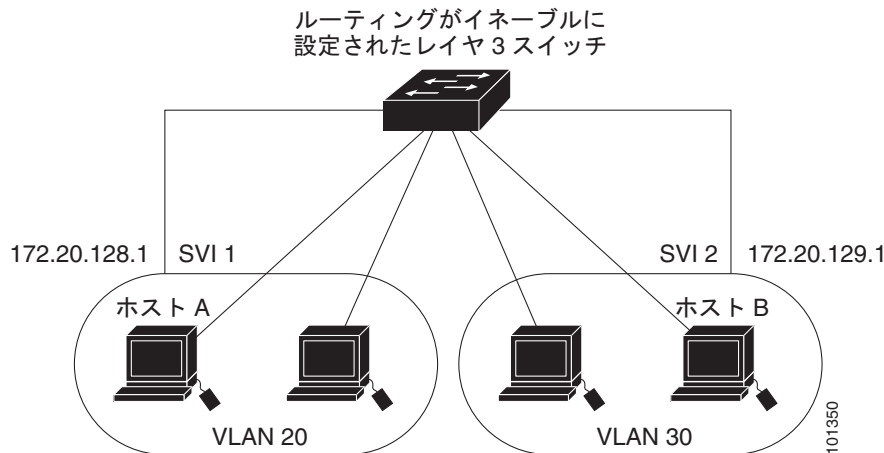 ルーティングがイネーブルに
設定されたレイヤ 3 スイッチ
172.20.128.1 SVI 1
SVI 2 172.20.129.1
ホスト A
ホスト B
VLAN 20
VLAN 30
101350